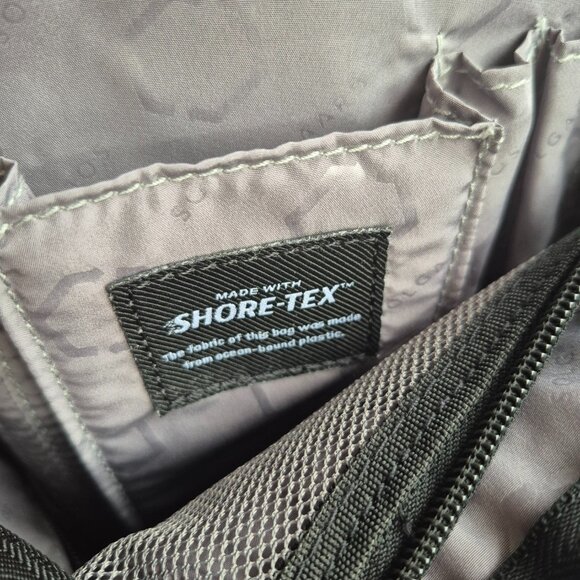 MADE WITH
SHORE-TEX™
The fabric of this bag was made
from ocean-bound plastic.